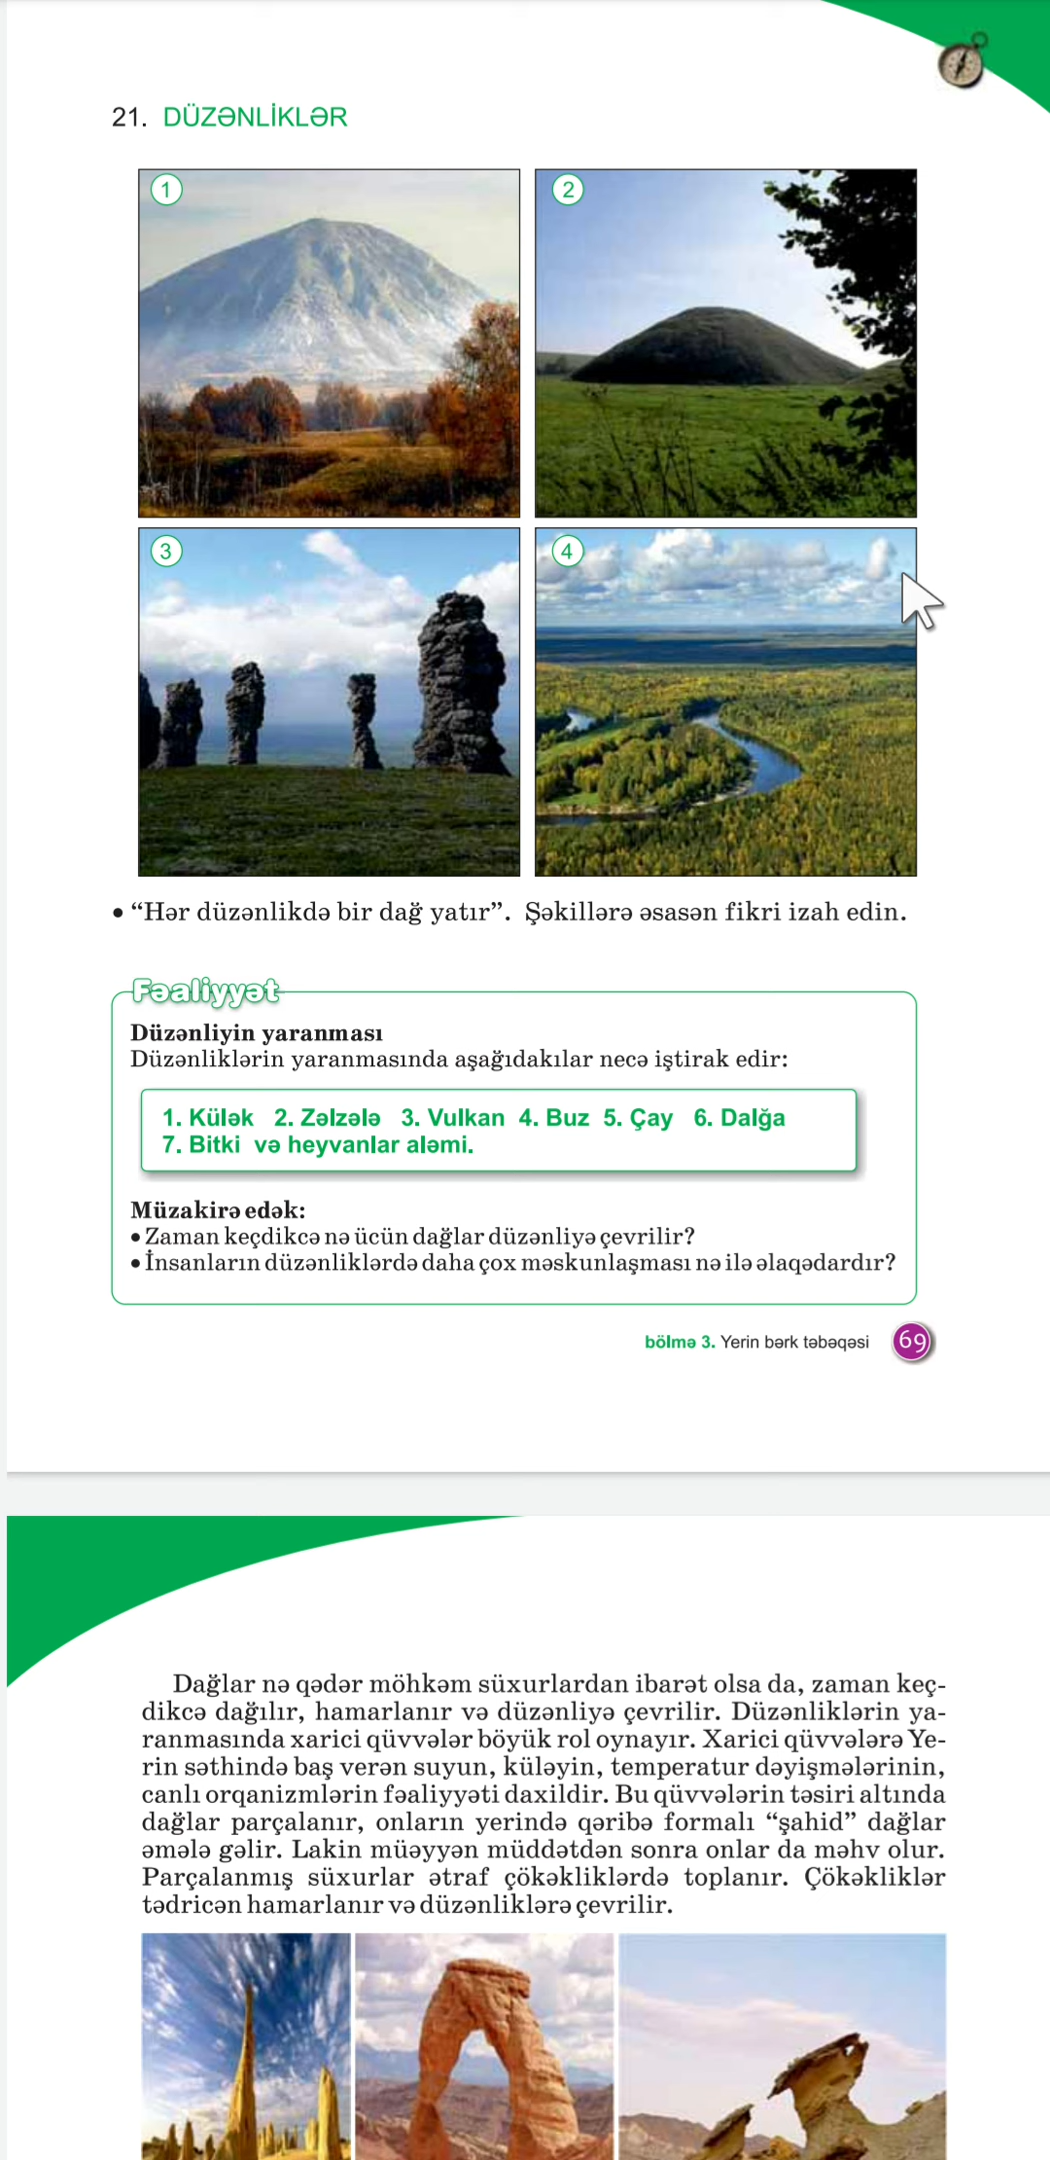 21. DÜZƏNLİKLƏR
1
2
3
4
• “Hər düzənlikdə bir dağ yatır”. Şəkillərə əsasən fikri izah edin.
Fəaliyyət
Düzənliyin yaranması
Düzənliklərin yaranmasında aşağıdakılar necə iştirak edir:
1. Külək 2. Zəlzələ 3. Vulkan 4. Buz 5. Çay 6. Dalğa
7. Bitki və heyvanlar aləmi.
Müzakirə edək:
• Zaman keçdikcə nə üçün dağlar düzənliyə çevrilir?
• İnsanların düzənliklərdə daha çox məskunlaşması nə ilə əlaqədardır?
bölmə 3. Yerin bərk təbəqəsi 69
Dağlar nə qədər möhkəm süxurlardan ibarət olsa da, zaman keç-
dikcə dağılır, hamarlanır və düzənliyə çevrilir. Düzənliklərin ya-
ranmasında xarici qüvvələr böyük rol oynayır. Xarici qüvvələrə Ye-
rin səthində baş verən suyun, küləyin, temperatur dəyişmələrinin,
canlı orqanizmlərin fəaliyyəti daxildir. Bu qüvvələrin təsiri altında
dağlar parçalanır, onların yerində qəribə formalı “şahid” dağlar
əmələ gəlir. Lakin müəyyən müddətdən sonra onlar da məhv olur.
Parçalanmış süxurlar ətraf çökəkliklərdə toplanır. Çökəkliklər
tədricən hamarlanır və düzənliklərə çevrilir.